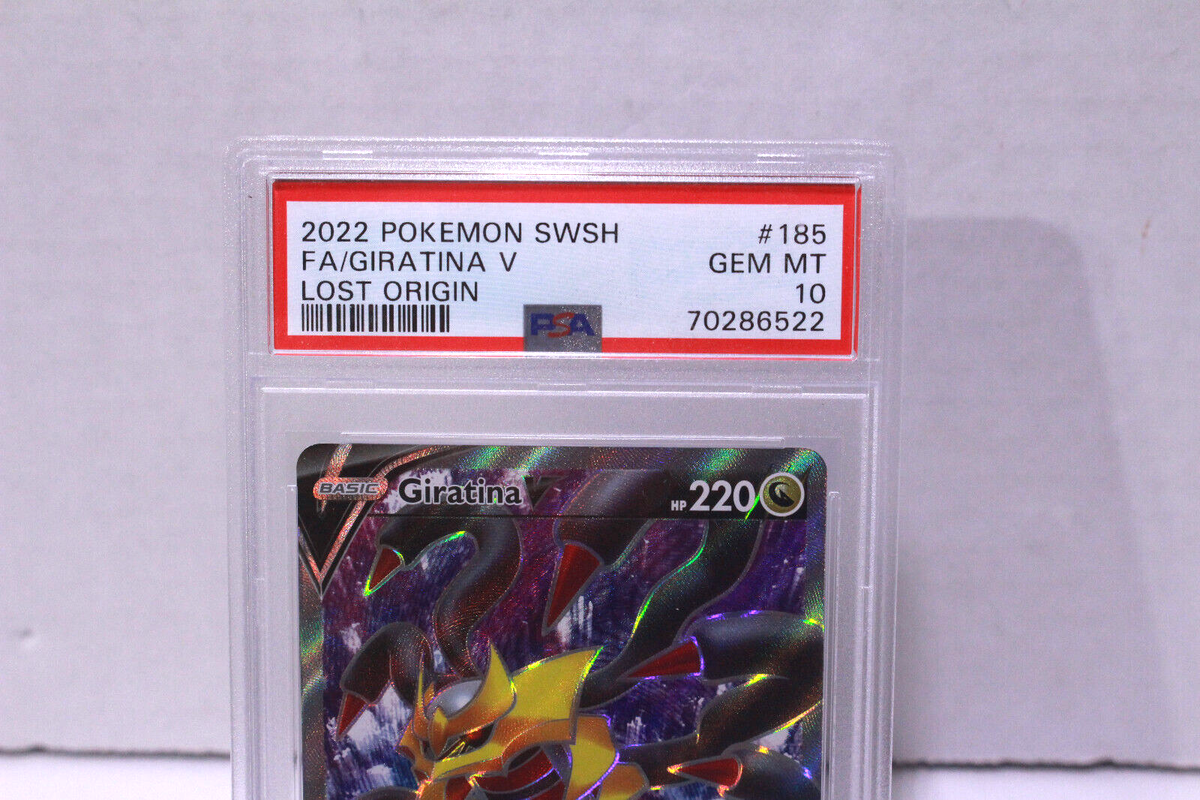 2022 POKEMON SWSH #185
FA/GIRATINA V GEM MT
LOST ORIGIN 10
PSA 70286522
BASIC Giratina V HP 220